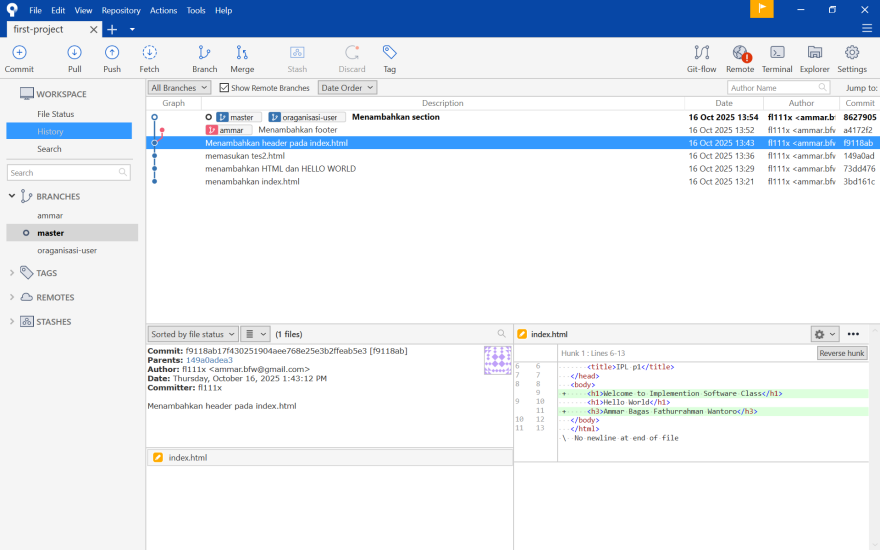 File Edit View Repository Actions Tools Help
first-project
Commit Pull Push Fetch Branch Merge Stash Discard Tag Git-flow Remote Terminal Explorer Settings
WORKSPACE
File Status
History
Search
Search
BRANCHES
ammar
master
oraganisasi-user
TAGS
REMOTES
STASHES
All Branches Show Remote Branches Date Order Author Name Jump to:
Graph Description Date Author Commit
master oraganisasi-user Menambahkan section 16 Oct 2025 13:54 fl111x <ammar.bfw 8627905
ammar Menambahkan footer 16 Oct 2025 13:52 fl111x <ammar.bfw a4172f2
Menambahkan header pada index.html 16 Oct 2025 13:43 fl111x <ammar.bfw f9118ab
memasukan tes2.html 16 Oct 2025 13:36 fl111x <ammar.bfw 149a0ad
menambahkan HTML dan HELLO WORLD 16 Oct 2025 13:29 fl111x <ammar.bfw 73dd476
menambahkan index.html 16 Oct 2025 13:21 fl111x <ammar.bfw 3bd161c
Sorted by file status (1 files)
Commit: f9118ab17f430251904aee768e25e3b2ffeab5e3 [f9118ab]
Parents: 149a0adea3
Author: fl111x <ammar.bfw@gmail.com>
Date: Thursday, October 16, 2025 1:43:12 PM
Committer: fl111x
Menambahkan header pada index.html
index.html
index.html
Hunk 1 : Lines 6-13 Reverse hunk
6 6 <title>IPL p1</title>
7 7 </head>
8 8 <body>
9 + <h1>Welcome to Implemention Software Class</h1>
9 10 <h1>Hello World</h1>
11 + <h3>Ammar Bagas Fathurrahman Wantoro</h3>
10 12 </body>
11 13 </html>
\ No newline at end of file